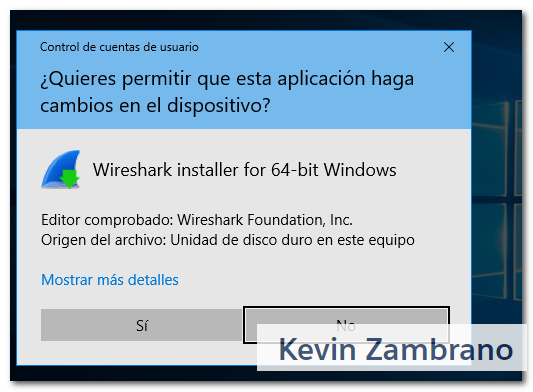 Control de cuentas de usuario
¿Quieres permitir que esta aplicación haga
cambios en el dispositivo?
Wireshark installer for 64-bit Windows
Editor comprobado: Wireshark Foundation, Inc.
Origen del archivo: Unidad de disco duro en este equipo
Mostrar más detalles
Sí No
Kevin Zambrano